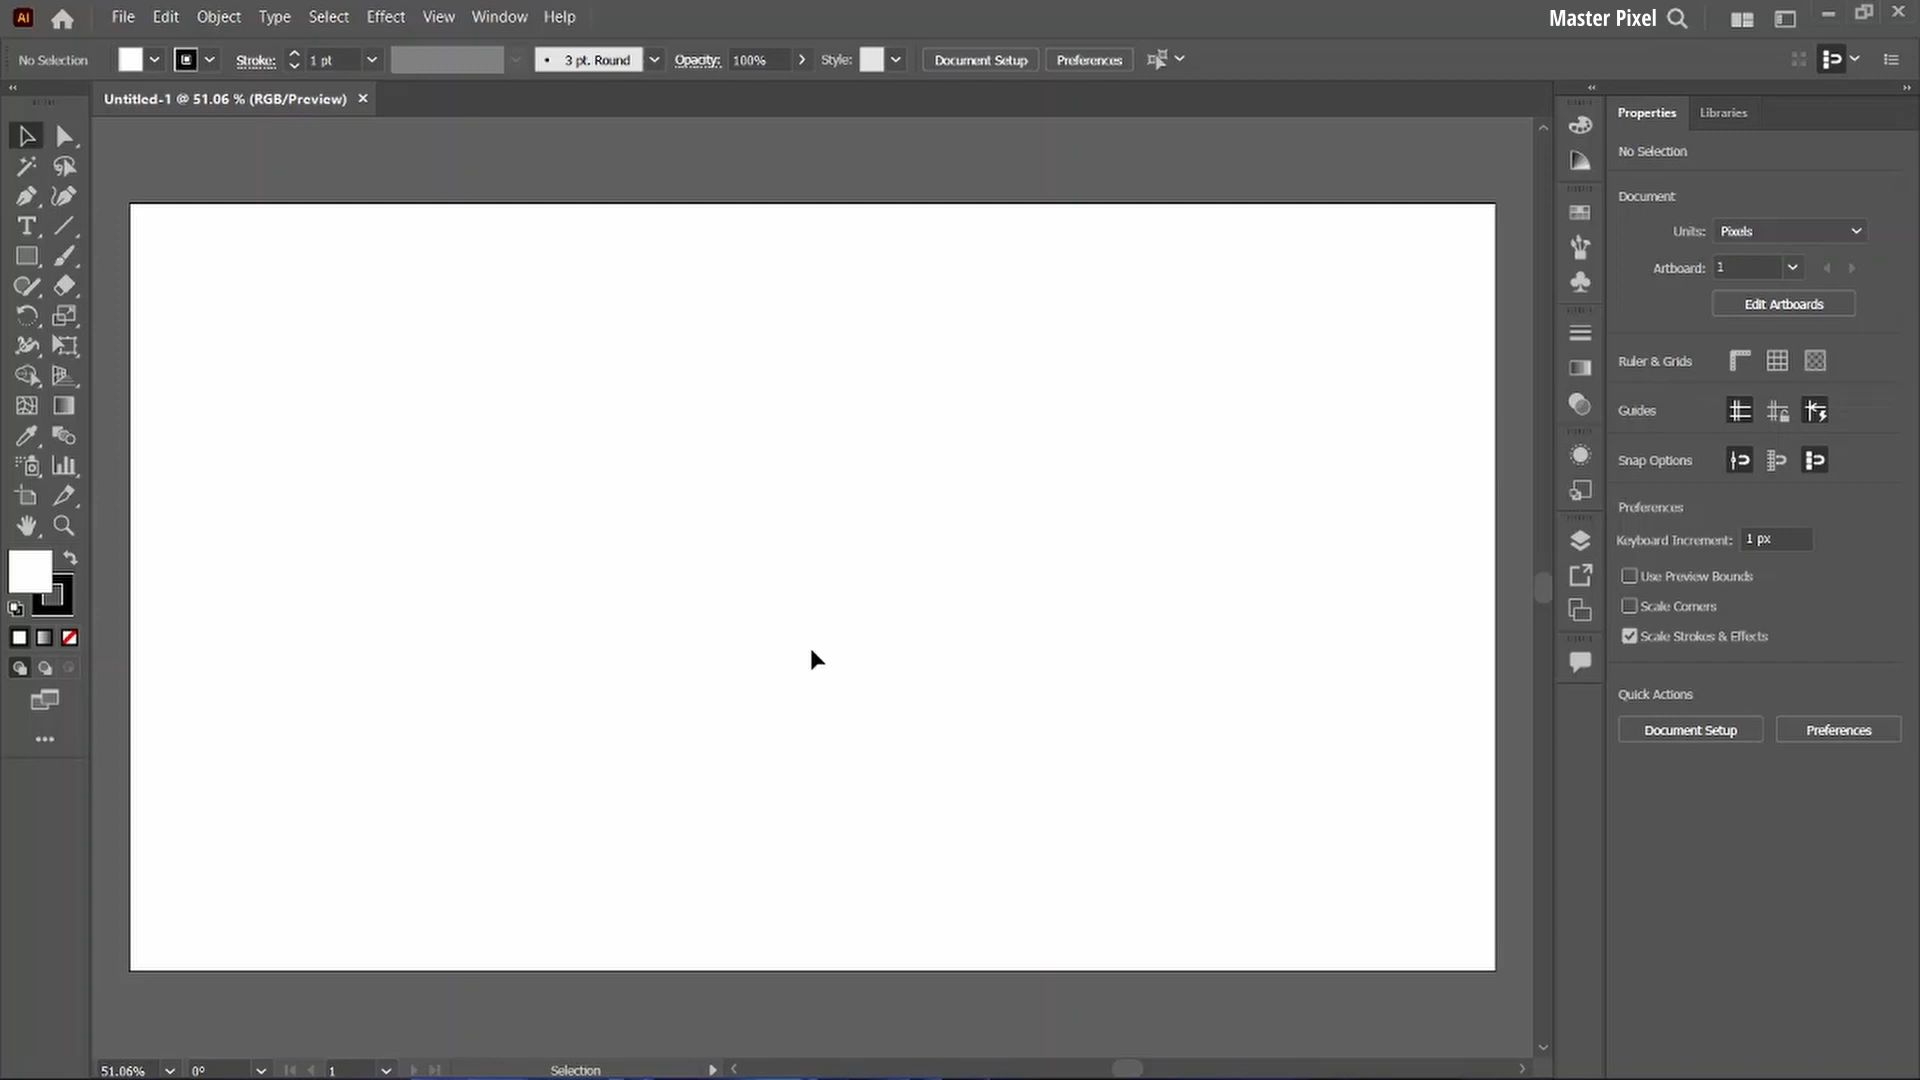 Ai File Edit Object Type Select Effect View Window Help Master Pixel
No Selection Stroke: 1 pt 3 pt. Round Opacity: 100% Style: Document Setup Preferences
Untitled-1 @ 51.06 % (RGB/Preview)
Properties Libraries
No Selection
Document
Units: Pixels
Artboard: 1
Edit Artboards
Ruler & Grids
Guides
Snap Options
Preferences
Keyboard Increment: 1 px
Use Preview Bounds
Scale Corners
Scale Strokes & Effects
Quick Actions
Document Setup Preferences
51.06% 0° 1 Selection